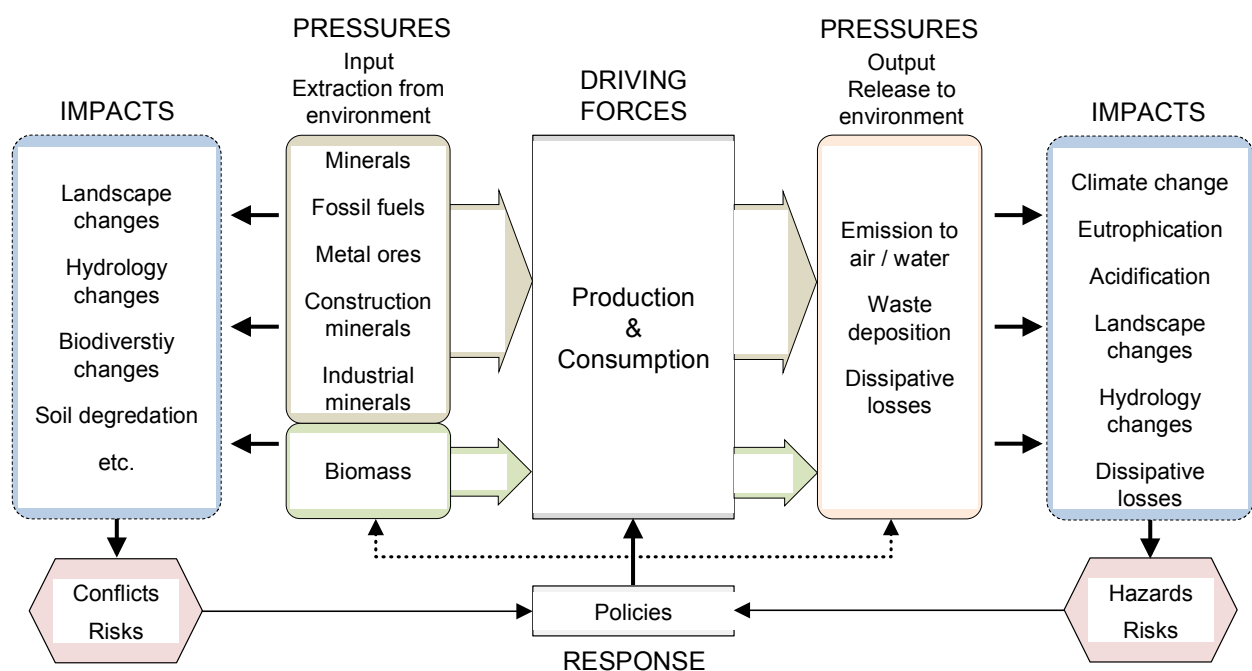 IMPACTS
Landscape
changes
Hydrology
changes
Biodiverstiy
changes
Soil degredation
etc.
Conflicts
Risks
PRESSURES
Input
Extraction from
environment
Minerals
Fossil fuels
Metal ores
Construction
minerals
Industrial
minerals
Biomass
DRIVING
FORCES
Production
&
Consumption
Policies
RESPONSE
PRESSURES
Output
Release to
environment
Emission to
air / water
Waste
deposition
Dissipative
losses
IMPACTS
Climate change
Eutrophication
Acidification
Landscape
changes
Hydrology
changes
Dissipative
losses
Hazards
Risks